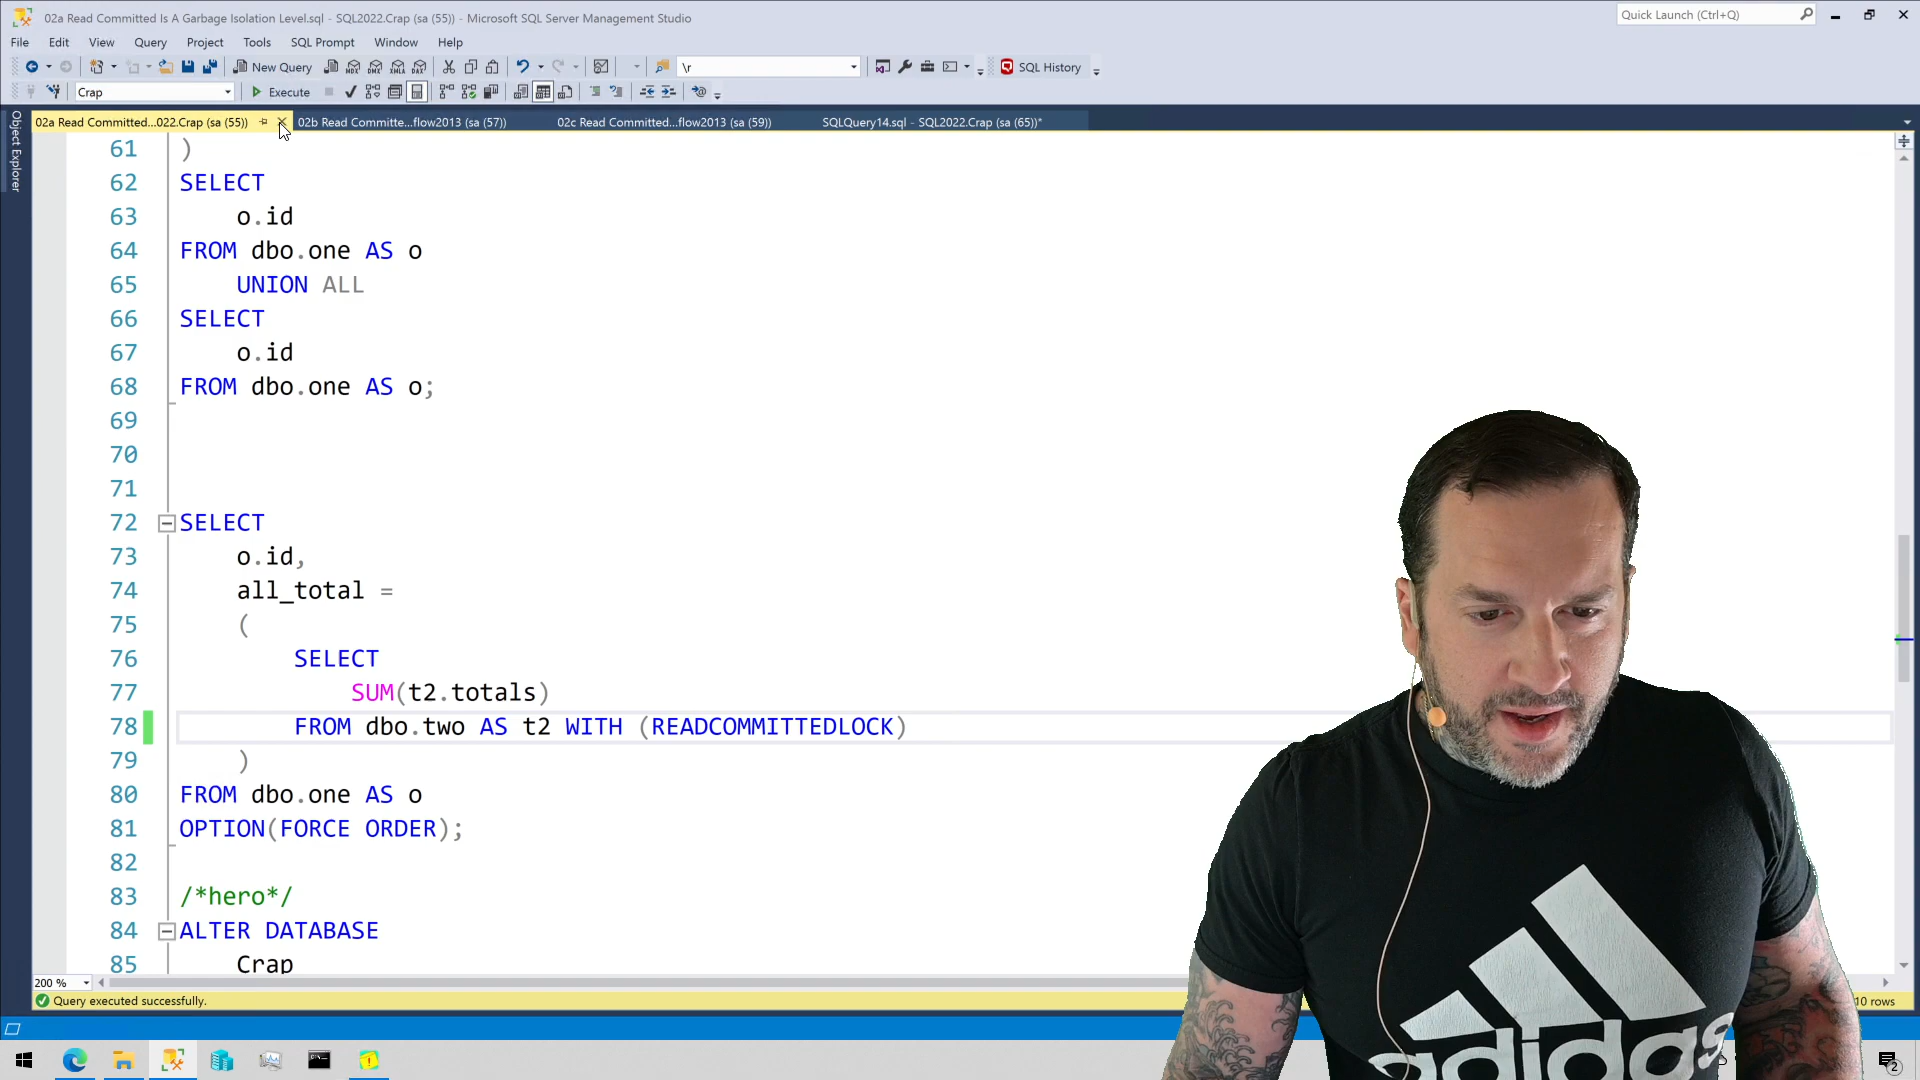 02a Read Committed Is A Garbage Isolation Level.sql - SQL2022.Crap (sa (55)) - Microsoft SQL Server Management Studio
Quick Launch (Ctrl+Q)
File Edit View Query Project Tools SQL Prompt Window Help
New Query
\r
SQL History
Crap
Execute
02a Read Committed...022.Crap (sa (55))
02b Read Committe...flow2013 (sa (57))
02c Read Committed...flow2013 (sa (59))
SQLQuery14.sql - SQL2022.Crap (sa (65))*
Object Explorer
61 )
62 SELECT
63 o.id
64 FROM dbo.one AS o
65 UNION ALL
66 SELECT
67 o.id
68 FROM dbo.one AS o;
69
70
71
72 SELECT
73 o.id,
74 all_total =
75 (
76 SELECT
77 SUM(t2.totals)
78 FROM dbo.two AS t2 WITH (READCOMMITTEDLOCK)
79 )
80 FROM dbo.one AS o
81 OPTION(FORCE ORDER);
82
83 /*hero*/
84 ALTER DATABASE
85 Crap
200 %
Query executed successfully.
10 rows
adidas
2